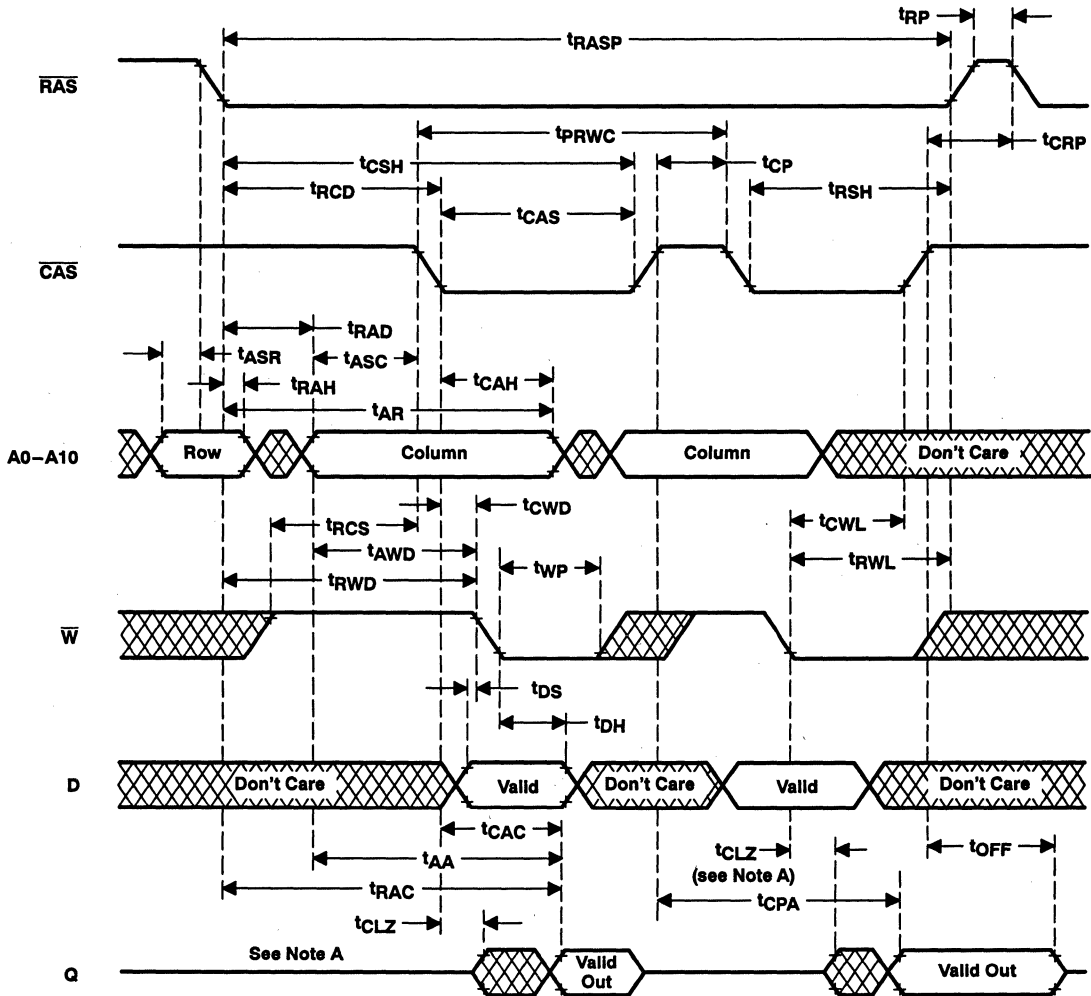 tRP
tRASP
RAS
tPRWC
tCRP
tCSH
tCP
tRCD
tRSH
tCAS
CAS
tRAD
tASR
tASC
tRAH
tCAH
tAR
A0–A10
Row
Column
Column
Don't Care
tCWD
tRCS
tCWL
tAWD
tWP
tRWL
tRWD
W
tDS
tDH
D
Don't Care
Valid
Don't Care
Valid
Don't Care
tCAC
tCLZ
tOFF
tAA
(see Note A)
tRAC
tCPA
tCLZ
See Note A
Q
Valid
Out
Valid Out